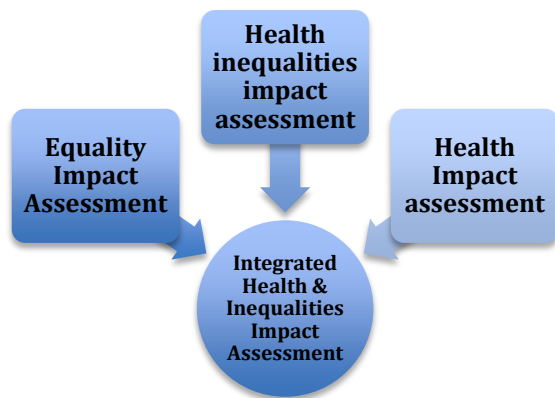 Health
inequalities
impact
assessment
Equality
Impact
Assessment
Health
Impact
assessment
Integrated
Health &
Inequalities
Impact
Assessment